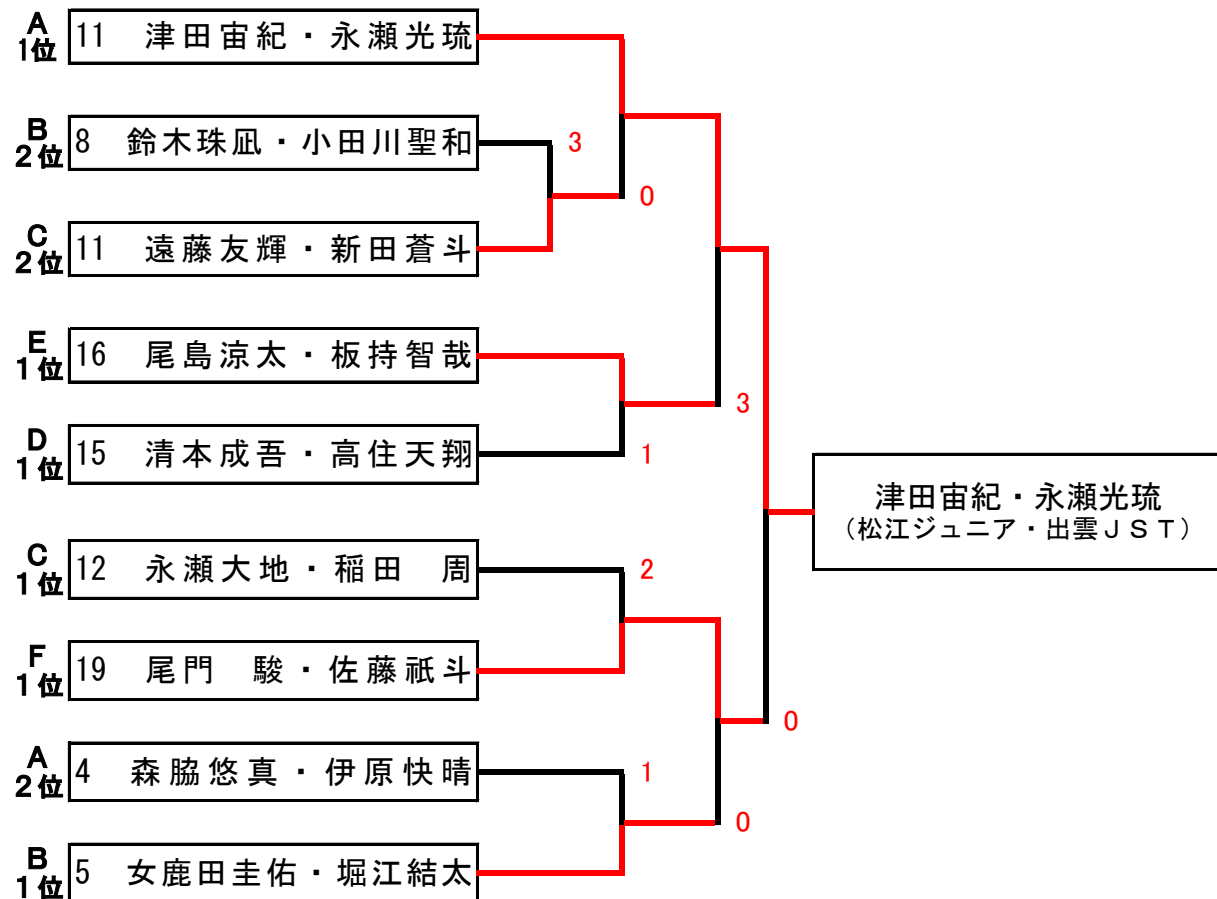 A
1位
11 津田宙紀・永瀬光琉
B
2位
8 鈴木珠凪・小田川聖和
3
0
C
2位
11 遠藤友輝・新田蒼斗
E
1位
16 尾島涼太・板持智哉
3
D
1位
15 清本成吾・高住天翔
1
津田宙紀・永瀬光琉
(松江ジュニア・出雲JST)
C
1位
12 永瀬大地・稲田 周
2
F
1位
19 尾門 駿・佐藤祇斗
0
A
2位
4 森脇悠真・伊原快晴
1
0
B
1位
5 女鹿田圭佑・堀江結太